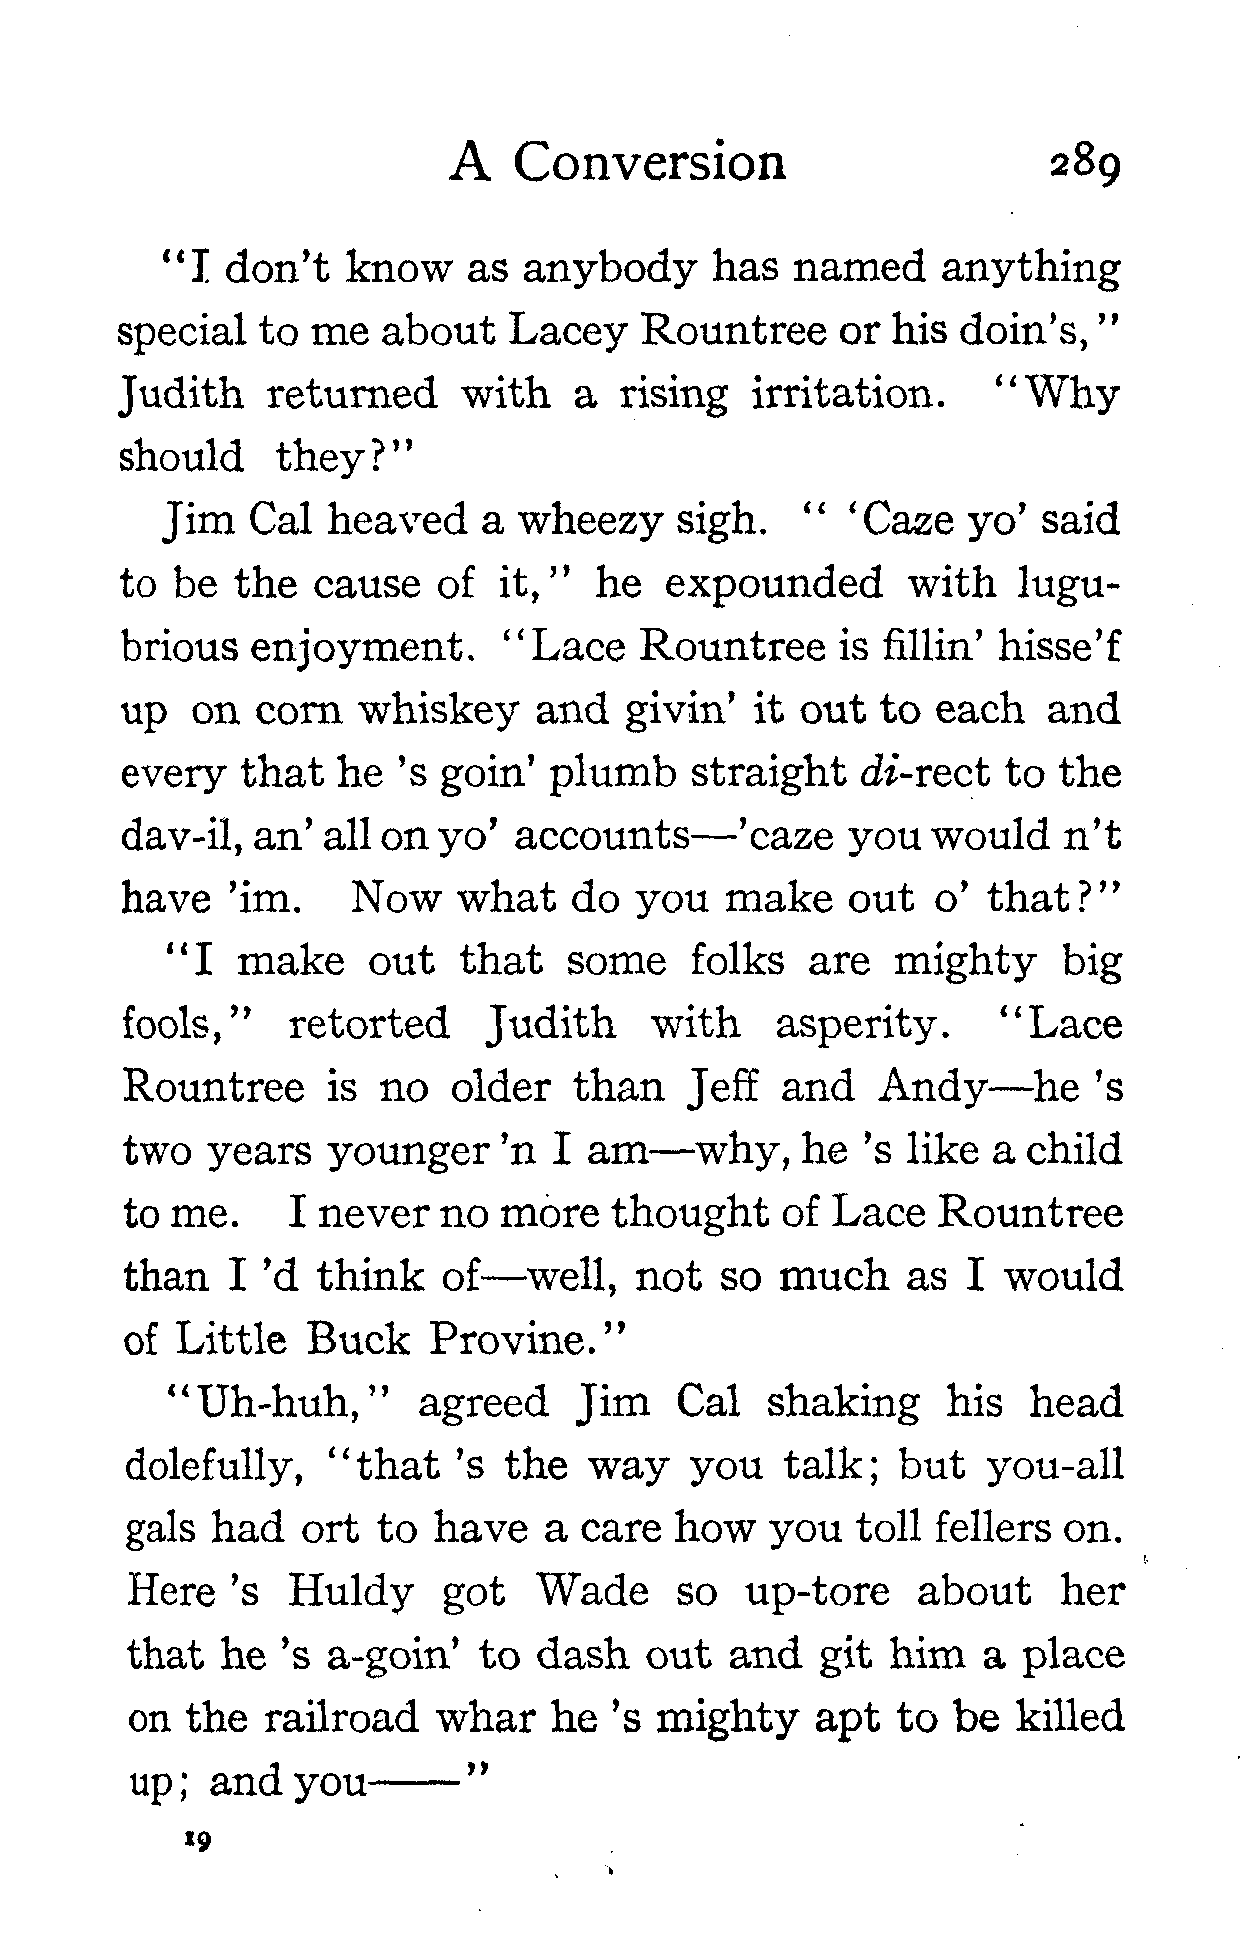 A Conversion 289
"I don't know as anybody has named anything
special to me about Lacey Rountree or his doin's,"
Judith returned with a rising irritation. "Why
should they?"
Jim Cal heaved a wheezy sigh. " 'Caze yo' said
to be the cause of it," he expounded with lugu-
brious enjoyment. "Lace Rountree is fillin' hisse'f
up on corn whiskey and givin' it out to each and
every that he 's goin' plumb straight di-rect to the
dav-il, an' all on yo' accounts—'caze you would n't
have 'im. Now what do you make out o' that?"
"I make out that some folks are mighty big
fools," retorted Judith with asperity. "Lace
Rountree is no older than Jeff and Andy—he 's
two years younger 'n I am—why, he 's like a child
to me. I never no more thought of Lace Rountree
than I 'd think of—well, not so much as I would
of Little Buck Provine."
"Uh-huh," agreed Jim Cal shaking his head
dolefully, "that 's the way you talk; but you-all
gals had ort to have a care how you toll fellers on.
Here 's Huldy got Wade so up-tore about her
that he 's a-goin' to dash out and git him a place
on the railroad whar he 's mighty apt to be killed
up; and you——"
19